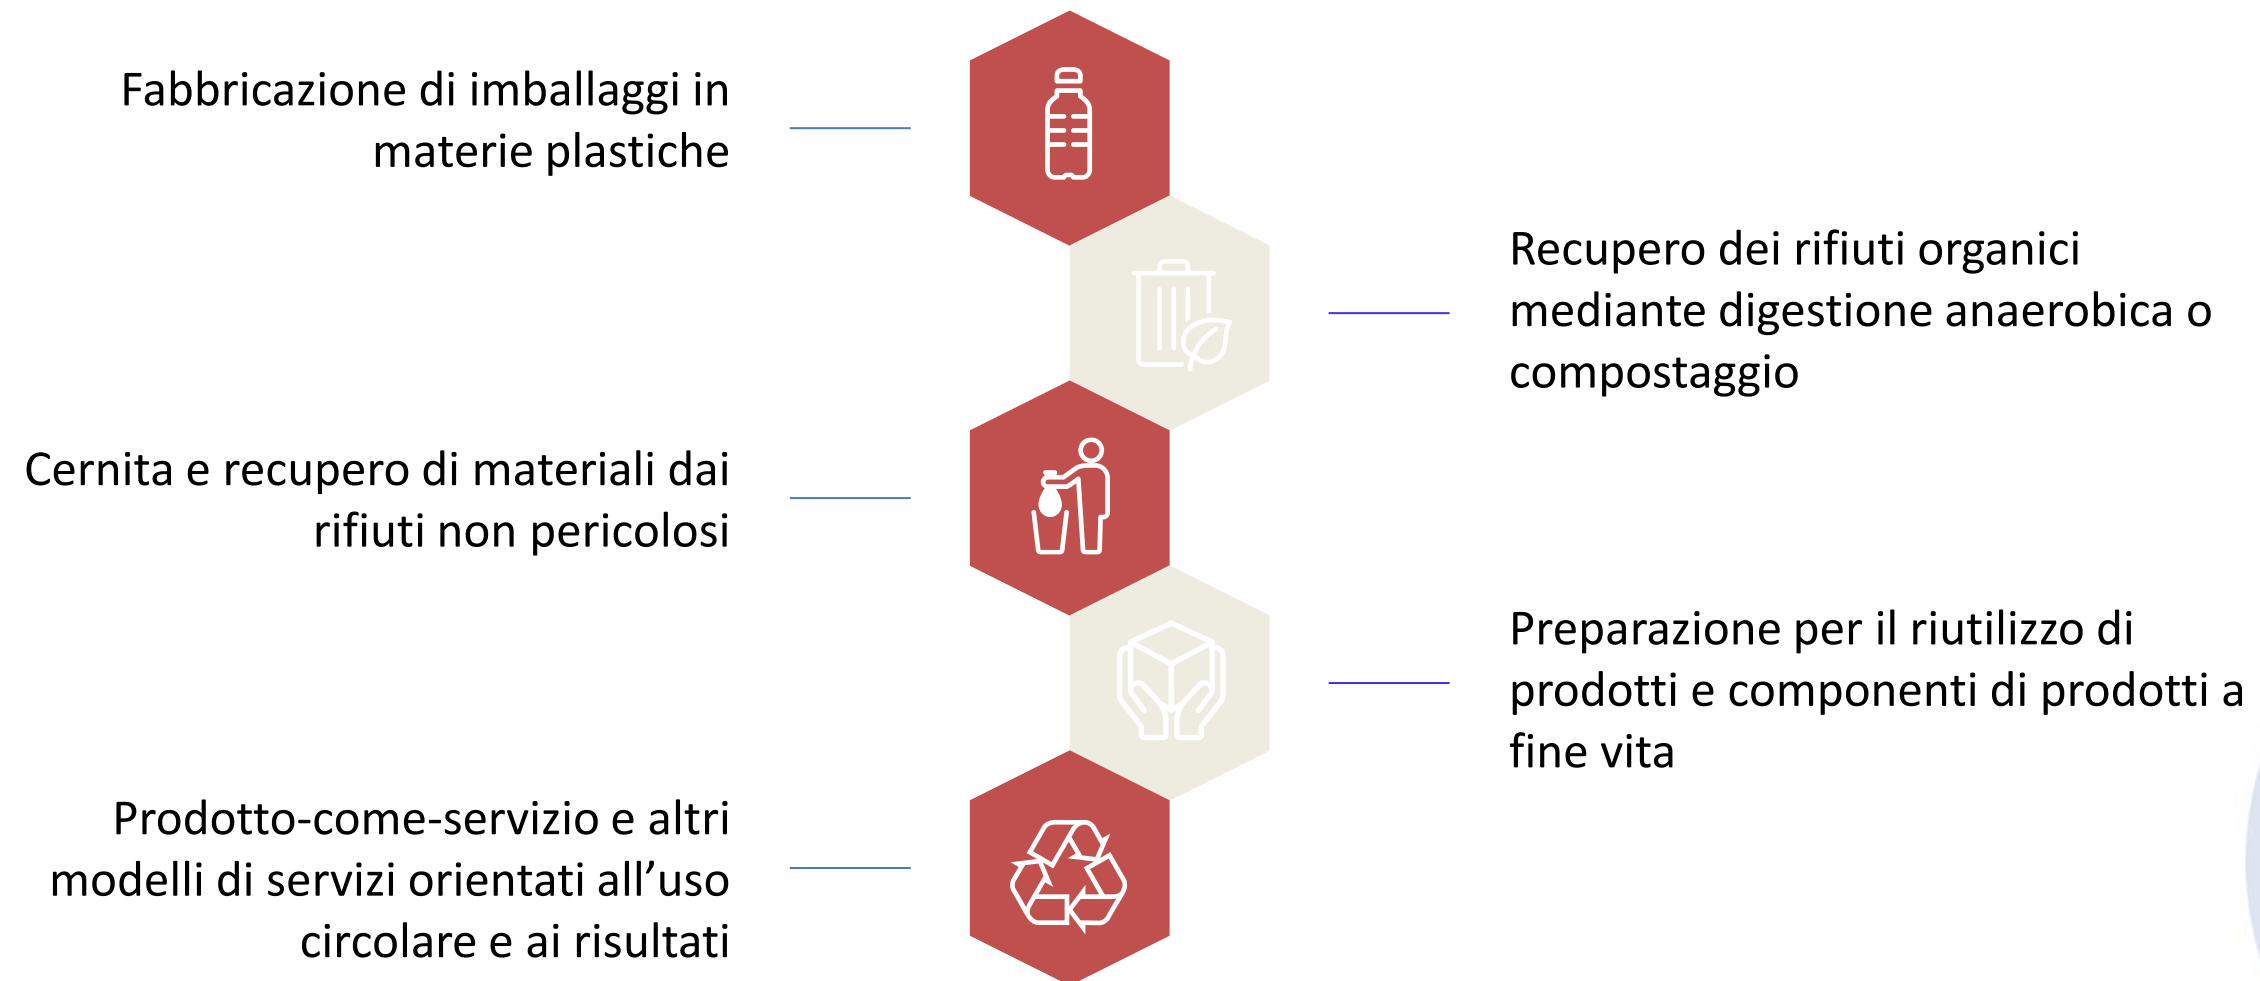 Fabbricazione di imballaggi in
materie plastiche
Recupero dei rifiuti organici
mediante digestione anaerobica o
compostaggio
Cernita e recupero di materiali dai
rifiuti non pericolosi
Preparazione per il riutilizzo di
prodotti e componenti di prodotti a
fine vita
Prodotto-come-servizio e altri
modelli di servizi orientati all’uso
circolare e ai risultati